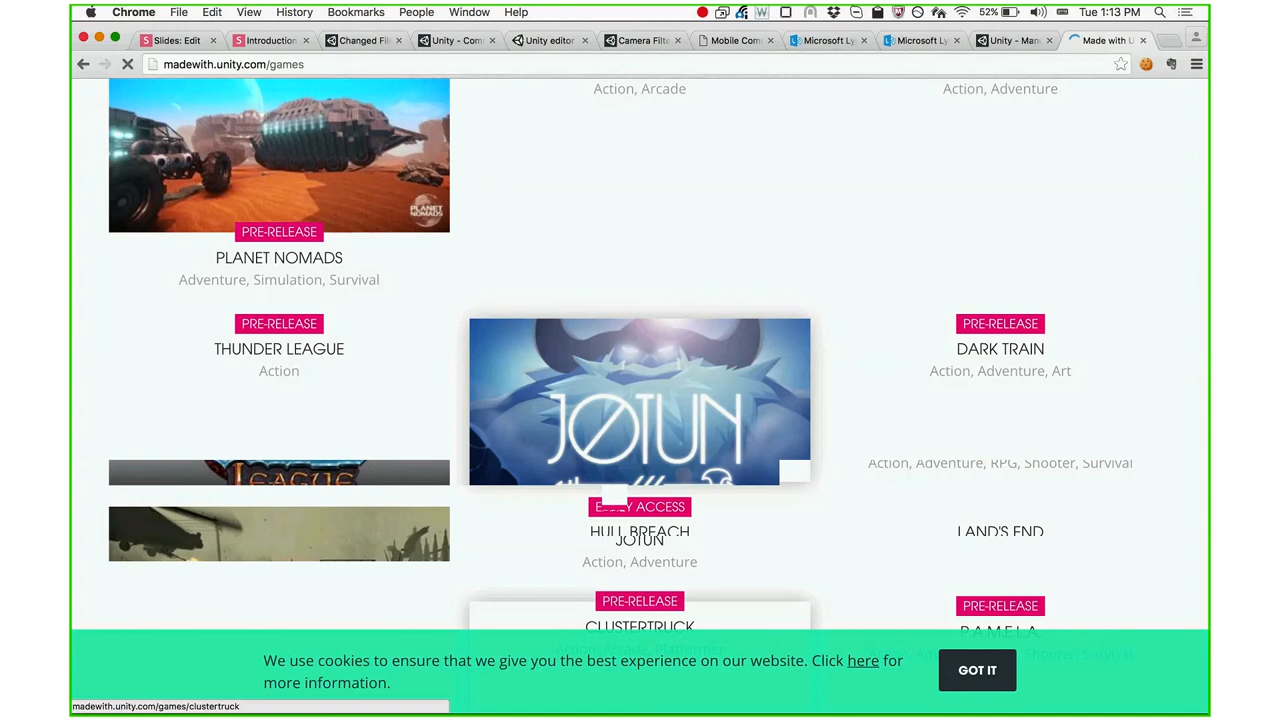 Chrome File Edit View History Bookmarks People Window Help 52% Tue 1:13 PM
Slides: Edit Introduction Changed Fil Unity - Com Unity editor Camera Filte Mobile Com Microsoft Ly Microsoft Ly Unity - Man Made with U
madewith.unity.com/games
Action, Arcade Action, Adventure
PLANET NOMADS
PRE-RELEASE
PLANET NOMADS
Adventure, Simulation, Survival
PRE-RELEASE PRE-RELEASE
THUNDER LEAGUE DARK TRAIN
Action Action, Adventure, Art
JOTUN
Action, Adventure, RPG, Shooter, Survival
LEAGUE
HULL BREACH LAND'S END
JOTUN
Action, Adventure
PRE-RELEASE PRE-RELEASE
CLUSTERTRUCK P.A.M.E.L.A.
We use cookies to ensure that we give you the best experience on our website. Click here for
more information.
GOT IT
madewith.unity.com/games/clustertruck